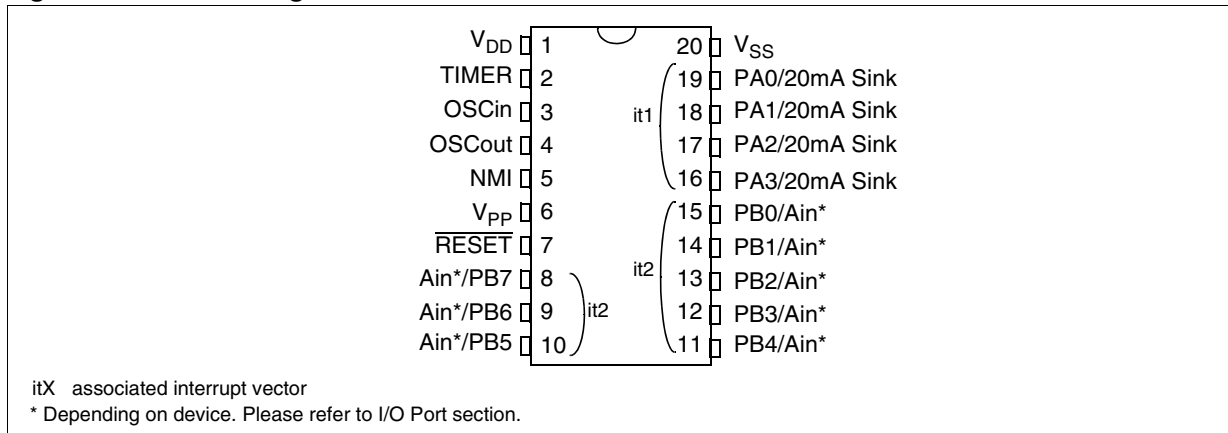 V_DD 1 20 V_SS
TIMER 2 19 PA0/20mA Sink
OSCin 3 it1 18 PA1/20mA Sink
OSCout 4 17 PA2/20mA Sink
NMI 5 16 PA3/20mA Sink
V_PP 6 15 PB0/Ain*
RESET 7 14 PB1/Ain*
Ain*/PB7 8 it2 13 PB2/Ain*
Ain*/PB6 9 it2 12 PB3/Ain*
Ain*/PB5 10 11 PB4/Ain*
itX associated interrupt vector
* Depending on device. Please refer to I/O Port section.